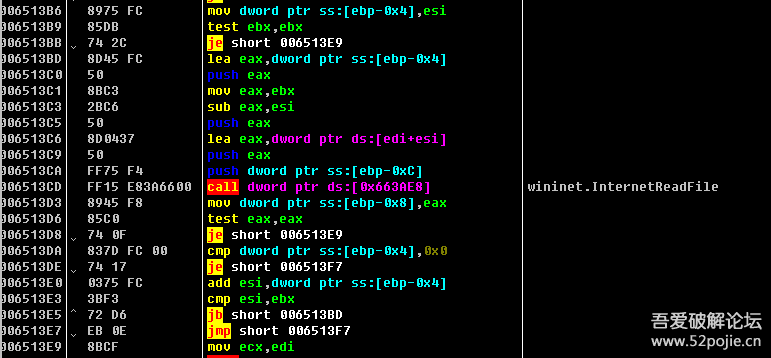 006513B6 8975 FC mov dword ptr ss:[ebp-0x4],esi
006513B9 85DB test ebx,ebx
006513BB 74 2C je short 006513E9
006513BD 8D45 FC lea eax,dword ptr ss:[ebp-0x4]
006513C0 50 push eax
006513C1 8BC3 mov eax,ebx
006513C3 2BC6 sub eax,esi
006513C5 50 push eax
006513C6 8D0437 lea eax,dword ptr ds:[edi+esi]
006513C9 50 push eax
006513CA FF75 F4 push dword ptr ss:[ebp-0xC]
006513CD FF15 E83A6600 call dword ptr ds:[0x663AE8] wininet.InternetReadFile
006513D3 8945 F8 mov dword ptr ss:[ebp-0x8],eax
006513D6 85C0 test eax,eax
006513D8 74 0F je short 006513E9
006513DA 837D FC 00 cmp dword ptr ss:[ebp-0x4],0x0
006513DE 74 17 je short 006513F7
006513E0 0375 FC add esi,dword ptr ss:[ebp-0x4]
006513E3 3BF3 cmp esi,ebx
006513E5 72 D6 jb short 006513BD
006513E7 EB 0E jmp short 006513F7
006513E9 8BCF mov ecx,edi
吾爱破解论坛
www.52pojie.cn